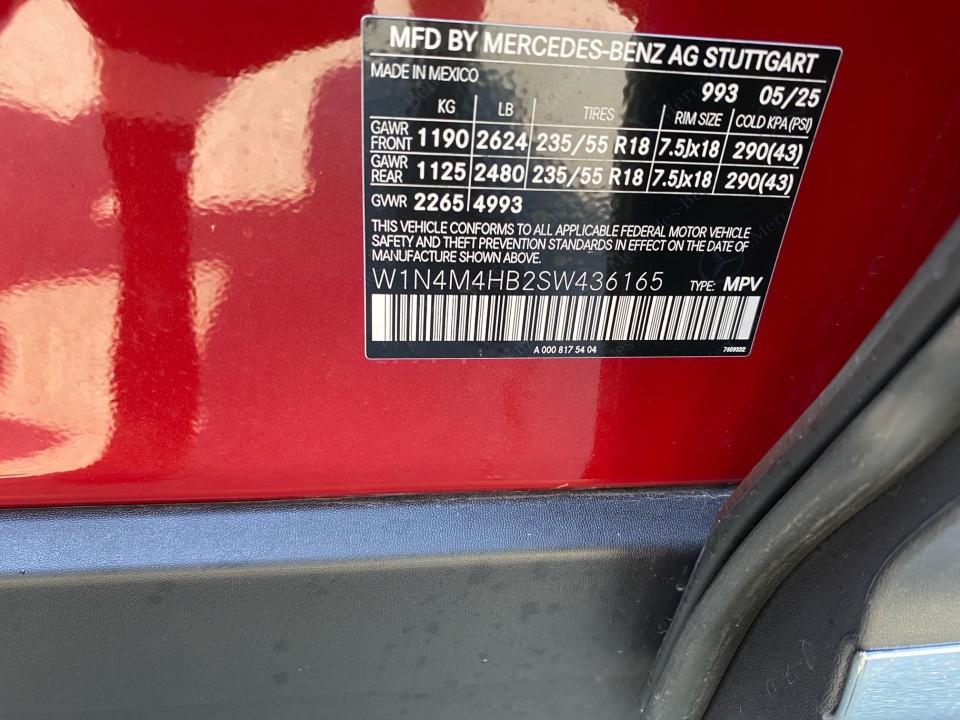 MFD BY MERCEDES-BENZ AG STUTTGART
MADE IN MEXICO
993 05/25
KG LB TIRES RIM SIZE COLD KPA (PSI)
GAWR FRONT 1190 2624 235/55 R18 7.5Jx18 290(43)
GAWR REAR 1125 2480 235/55 R18 7.5Jx18 290(43)
GVWR 2265 4993
THIS VEHICLE CONFORMS TO ALL APPLICABLE FEDERAL MOTOR VEHICLE
SAFETY AND THEFT PREVENTION STANDARDS IN EFFECT ON THE DATE OF
MANUFACTURE SHOWN ABOVE.
W1N4M4HB2SW436165 TYPE: MPV
A 000 817 54 04 7609332